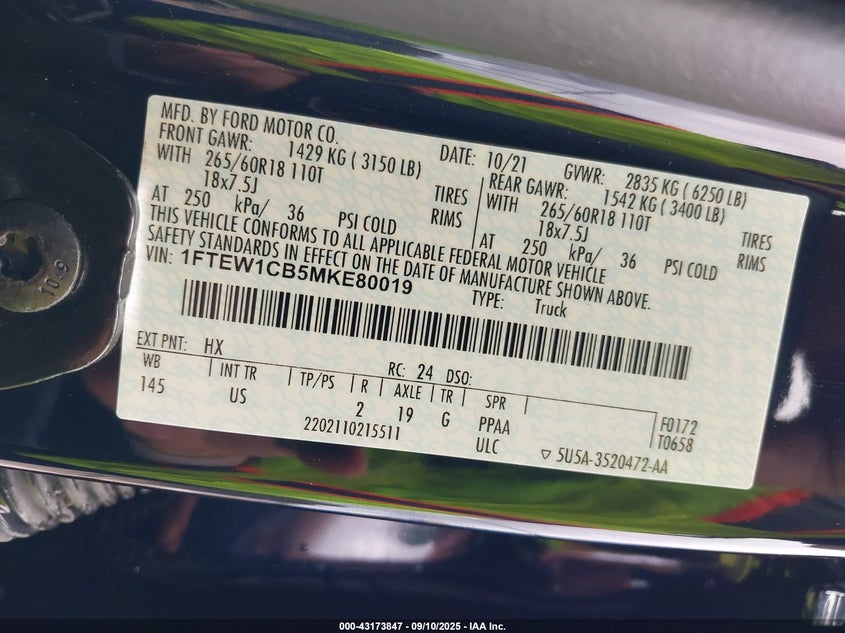 MFD. BY FORD MOTOR CO.
DATE: 10/21 GVWR: 2835 KG ( 6250 LB)
FRONT GAWR: 1429 KG ( 3150 LB) REAR GAWR: 1542 KG ( 3400 LB)
WITH 265/60R18 110T TIRES WITH 265/60R18 110T TIRES
18x7.5J RIMS 18x7.5J RIMS
AT 250 kPa/ 36 PSI COLD AT 250 kPa/ 36 PSI COLD
THIS VEHICLE CONFORMS TO ALL APPLICABLE FEDERAL MOTOR VEHICLE
SAFETY STANDARDS IN EFFECT ON THE DATE OF MANUFACTURE SHOWN ABOVE.
VIN: 1FTEW1CB5MKE80019
TYPE: Truck
EXT PNT: HX RC: 24 DSO:
WB INT TR TP/PS R AXLE TR SPR
145 US 2 19 G PPAA F0172
2202110215511 ULC T0658
▽ 5U5A-3520472-AA
10.9
000-43173847 - 09/10/2025 - IAA Inc.